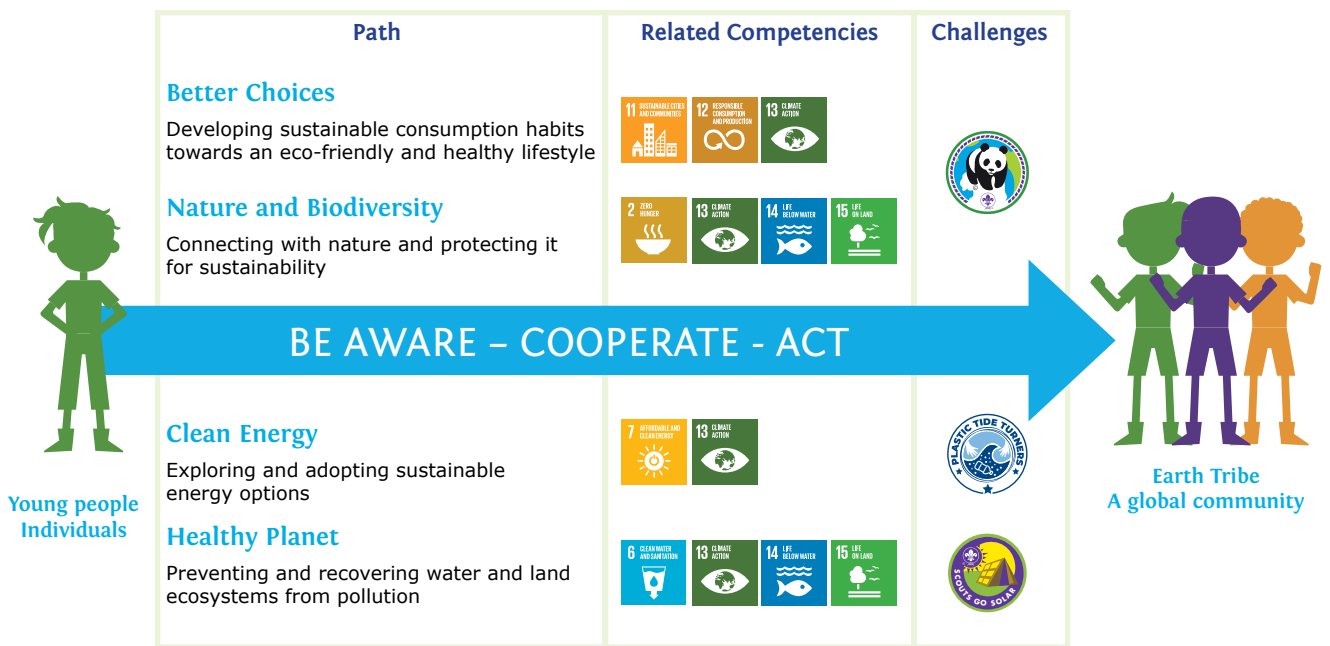 Path
Related Competencies
Challenges
Better Choices
Developing sustainable consumption habits
towards an eco-friendly and healthy lifestyle
11 SUSTAINABLE CITIES
AND COMMUNITIES
12 RESPONSIBLE
CONSUMPTION
AND PRODUCTION
13 CLIMATE
ACTION
Nature and Biodiversity
Connecting with nature and protecting it
for sustainability
2 ZERO
HUNGER
13 CLIMATE
ACTION
14 LIFE
BELOW WATER
15 LIFE
ON LAND
BE AWARE – COOPERATE - ACT
Clean Energy
Exploring and adopting sustainable
energy options
7 AFFORDABLE AND
CLEAN ENERGY
13 CLIMATE
ACTION
PLASTIC TIDE TURNERS
Healthy Planet
Preventing and recovering water and land
ecosystems from pollution
6 CLEAN WATER
AND SANITATION
13 CLIMATE
ACTION
14 LIFE
BELOW WATER
15 LIFE
ON LAND
SCOUTS GO SOLAR
Young people
Individuals
Earth Tribe
A global community